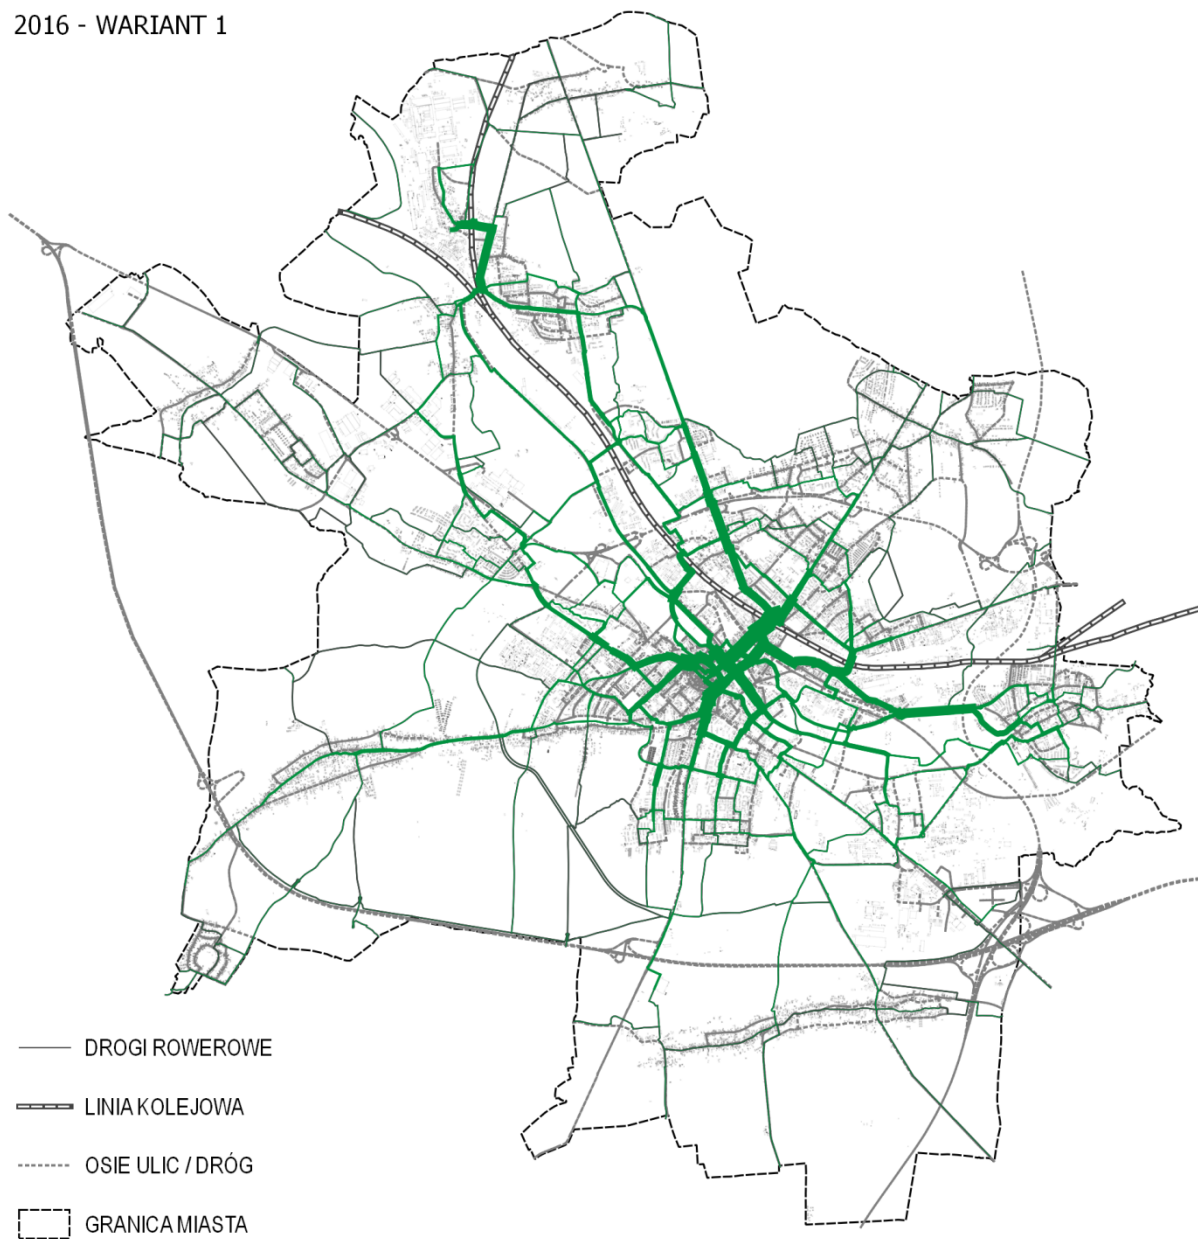 2016 - WARIANT 1
DROGI ROWEROWE
LINIA KOLEJOWA
OSIE ULIC / DRÓG
GRANICA MIASTA